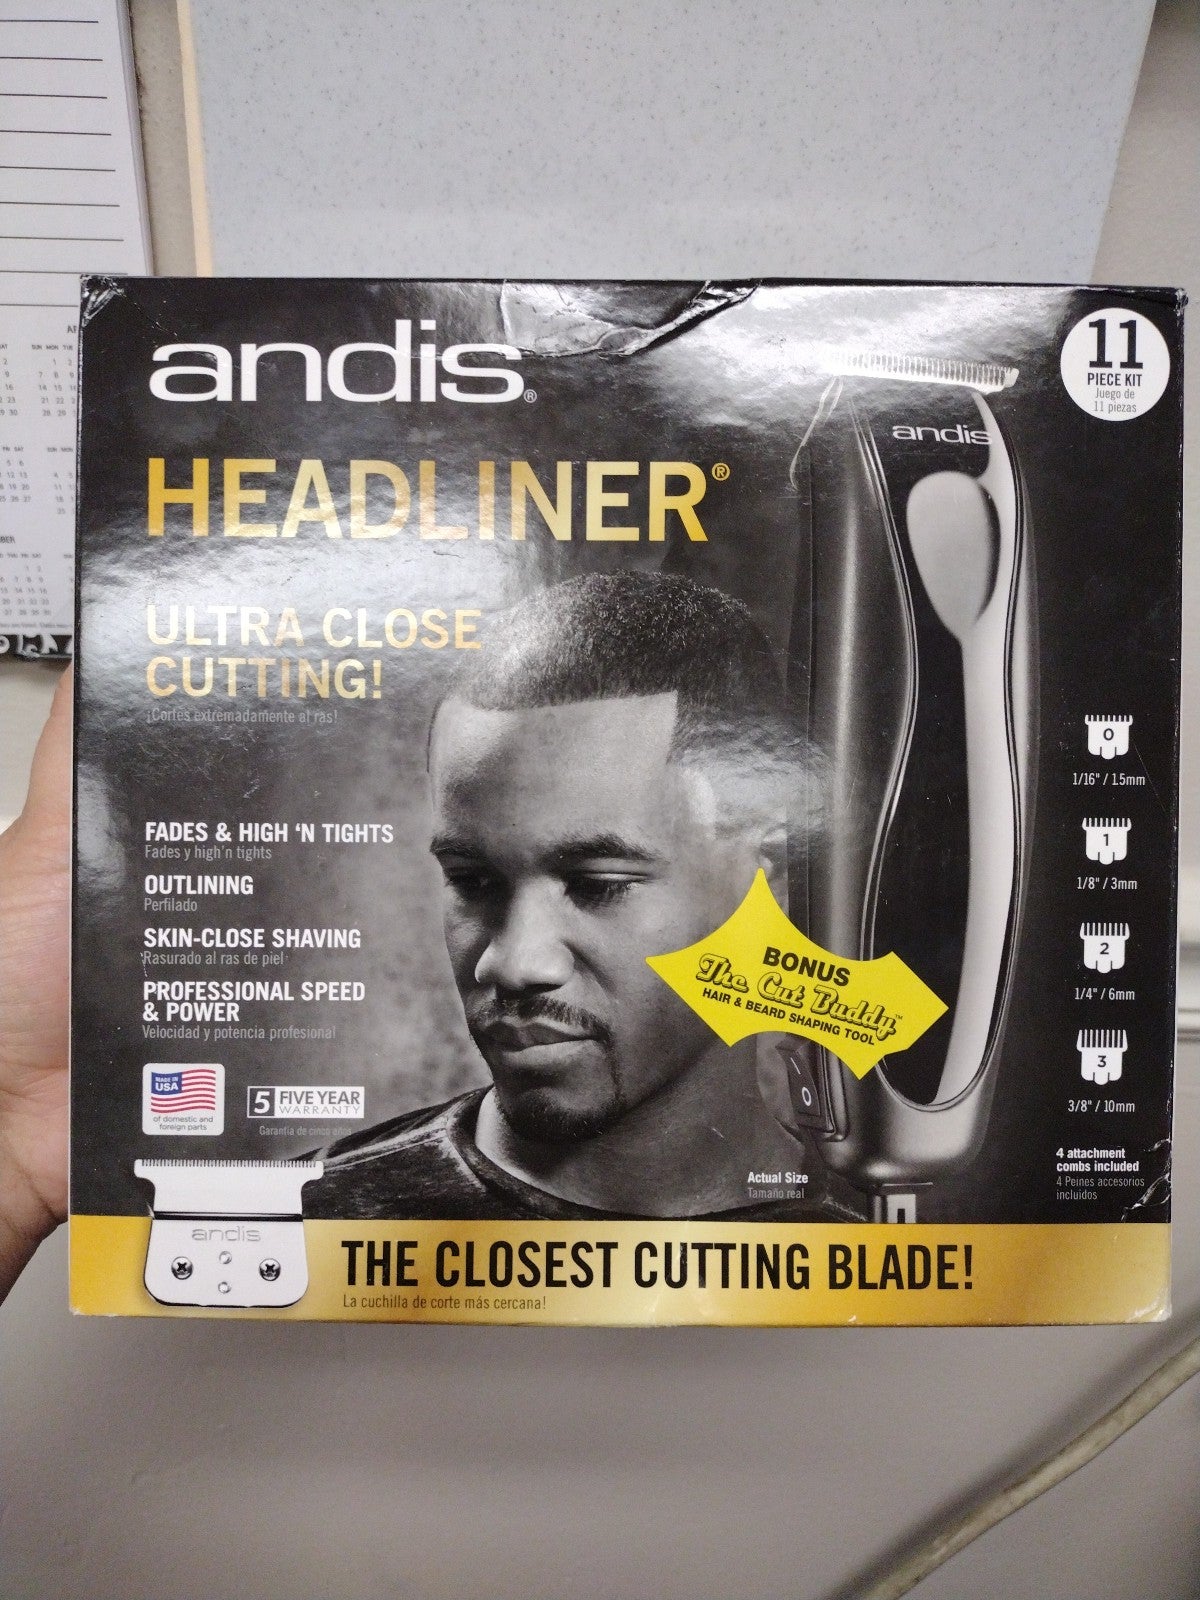 andis®
HEADLINER®
ULTRA CLOSE
CUTTING!
¡Cortes extremadamente al ras!
FADES & HIGH 'N TIGHTS
Fades y high'n tights
OUTLINING
Perfilado
SKIN-CLOSE SHAVING
Rasurado al ras de piel
PROFESSIONAL SPEED
& POWER
Velocidad y potencia profesional
MADE IN
USA
of domestic and
foreign parts
5 FIVE YEAR
WARRANTY
Garantía de cinco años
andis
THE CLOSEST CUTTING BLADE!
La cuchilla de corte más cercana!
andis
BONUS
The Cut Buddy™
HAIR & BEARD SHAPING TOOL
Actual Size
Tamaño real
11
PIECE KIT
Juego de
11 piezas
0
1/16" / 1.5mm
1
1/8" / 3mm
2
1/4" / 6mm
3
3/8" / 10mm
4 attachment
combs included
4 Peines accesorios
incluidos